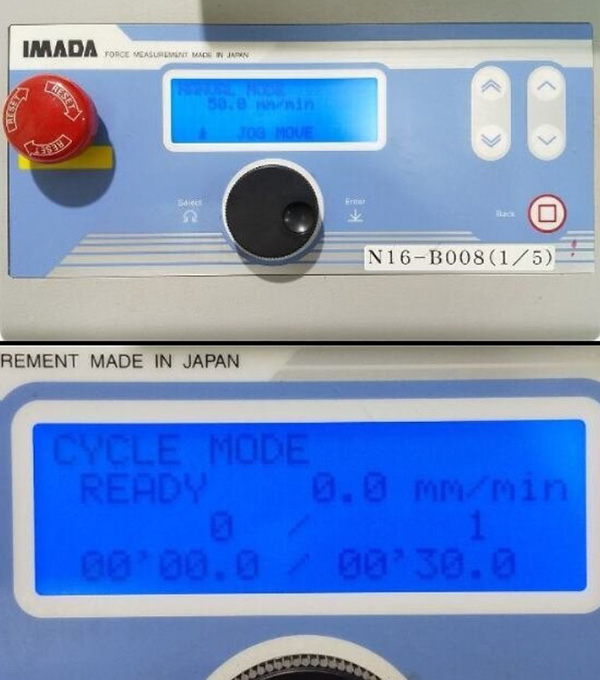 IMADA FORCE MEASUREMENT MADE IN JAPAN
RESET
RESET
RESET
MANUAL MODE
50.0 mm/min
JOG MOVE
Select
Enter
Back
N16-B008(1/5)
REMENT MADE IN JAPAN
CYCLE MODE
READY 0.0 mm/min
0 / 1
00'00.0 / 00'30.0